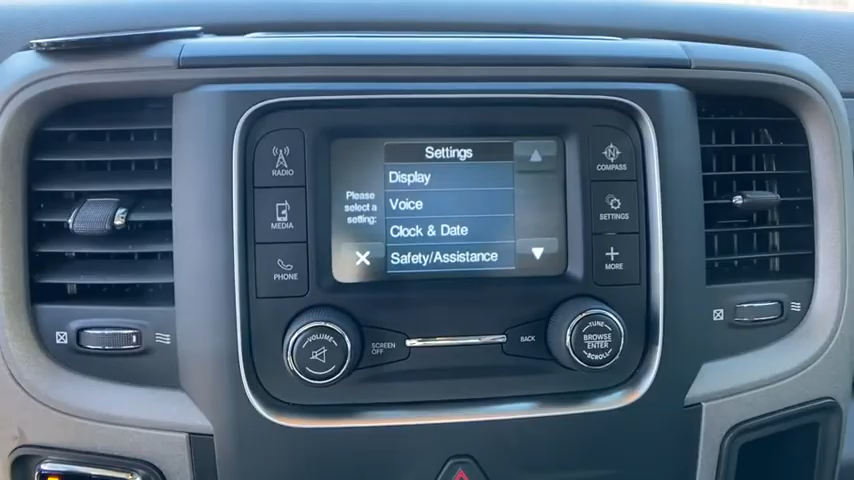 RADIO
MEDIA
PHONE
Settings
Please
select a
setting:
Display
Voice
Clock & Date
Safety/Assistance
N
COMPASS
SETTINGS
MORE
VOLUME
SCREEN
OFF
BACK
TUNE
BROWSE
ENTER
SCROLL